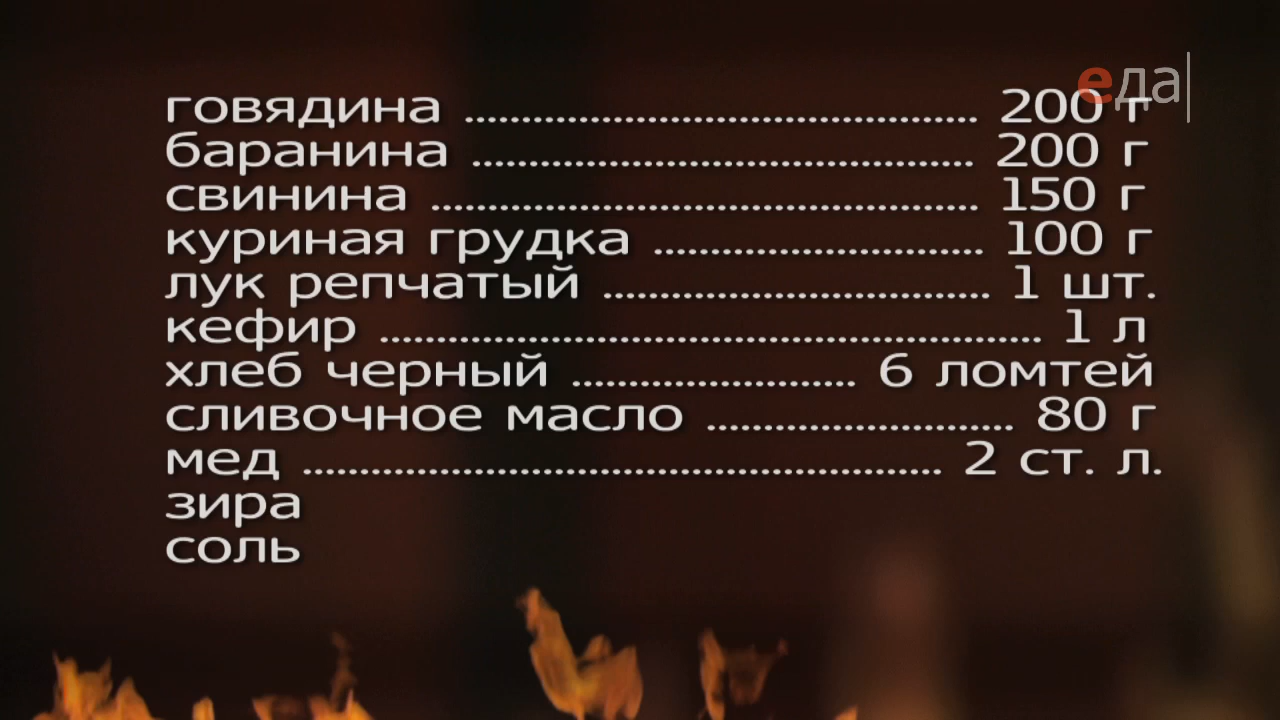 еда
говядина ............................................. 200 г
баранина ............................................ 200 г
свинина ................................................ 150 г
куриная грудка ............................. 100 г
лук репчатый .................................. 1 шт.
кефир .......................................................... 1 л
хлеб черный ......................... 6 ломтей
сливочное масло ........................... 80 г
мед ........................................................ 2 ст. л.
зира
соль